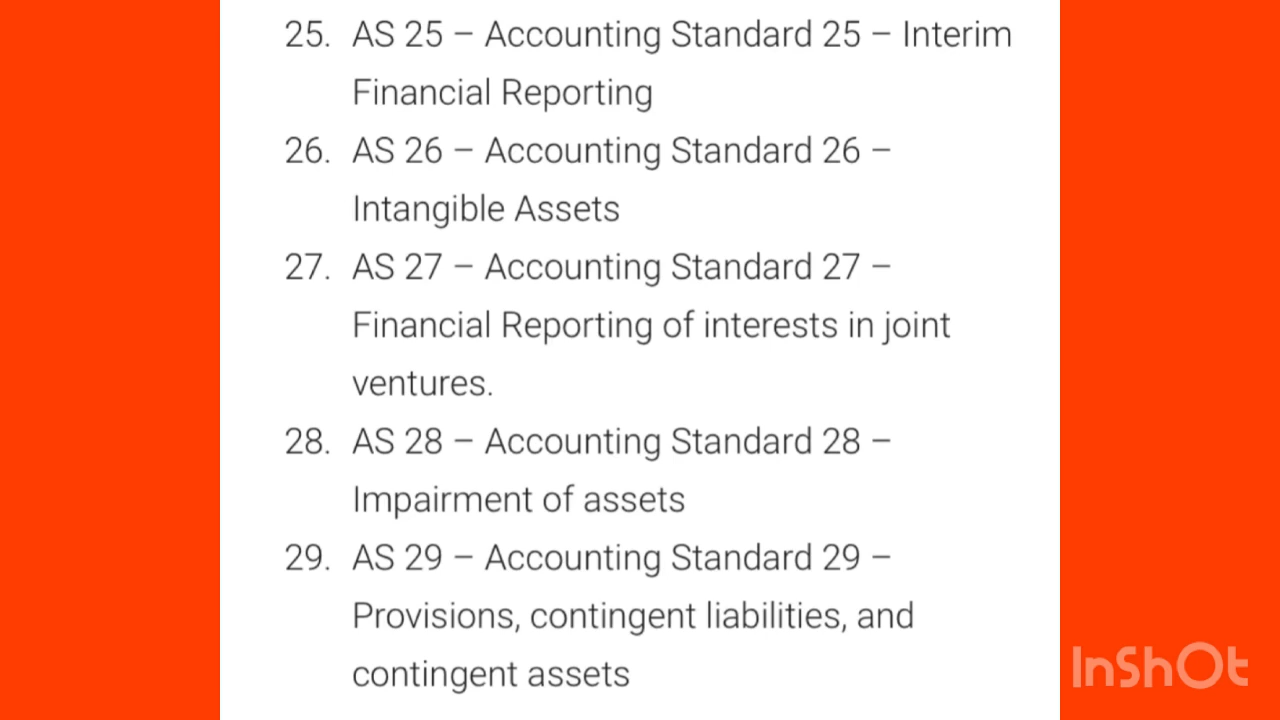 25. AS 25 – Accounting Standard 25 – Interim
Financial Reporting
26. AS 26 – Accounting Standard 26 –
Intangible Assets
27. AS 27 – Accounting Standard 27 –
Financial Reporting of interests in joint
ventures.
28. AS 28 – Accounting Standard 28 –
Impairment of assets
29. AS 29 – Accounting Standard 29 –
Provisions, contingent liabilities, and
contingent assets
InShOt